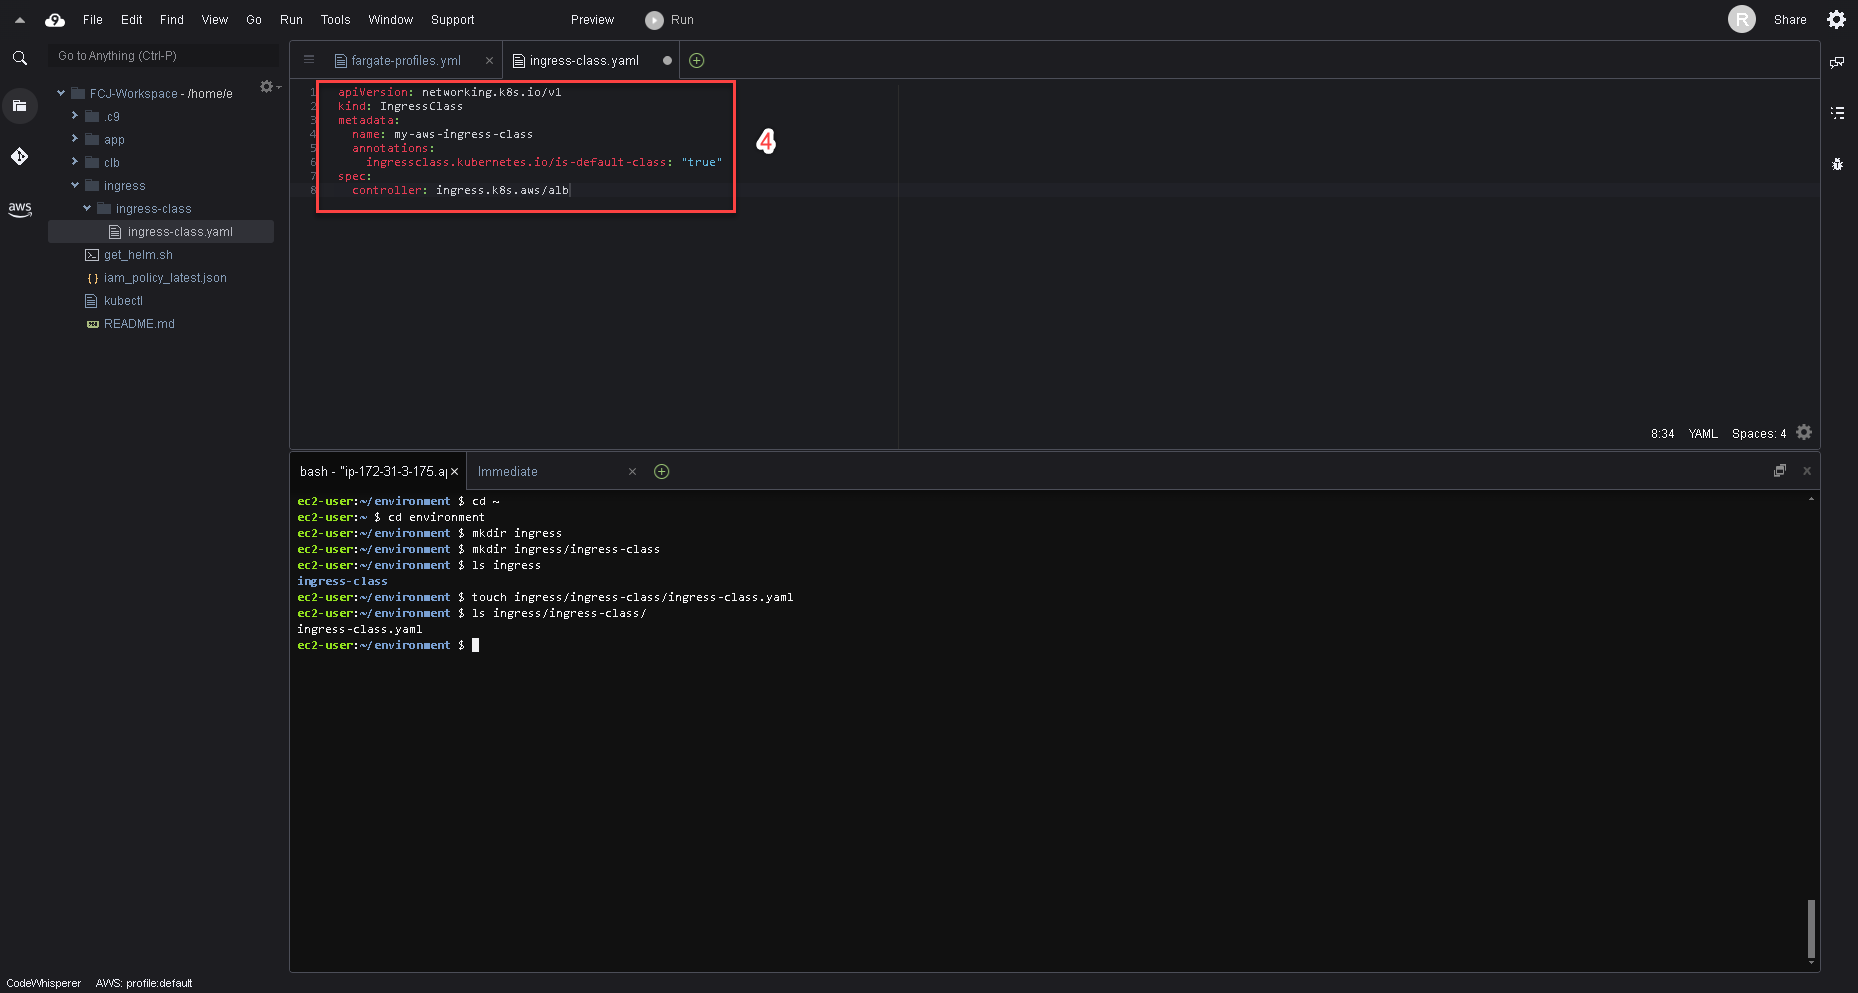 File Edit Find View Go Run Tools Window Support Preview Run R Share
Go to Anything (Ctrl-P)
FCJ-Workspace - /home/e
.c9
app
clb
ingress
ingress-class
ingress-class.yaml
get_helm.sh
iam_policy_latest.json
kubectl
README.md
aws
fargate-profiles.yml ingress-class.yaml
1 apiVersion: networking.k8s.io/v1
2 kind: IngressClass
3 metadata:
4 name: my-aws-ingress-class
5 annotations:
6 ingressclass.kubernetes.io/is-default-class: "true"
7 spec:
8 controller: ingress.k8s.aws/alb
4
8:34 YAML Spaces: 4
bash - "ip-172-31-3-175.ap Immediate
ec2-user:~/environment $ cd ~
ec2-user:~ $ cd environment
ec2-user:~/environment $ mkdir ingress
ec2-user:~/environment $ mkdir ingress/ingress-class
ec2-user:~/environment $ ls ingress
ingress-class
ec2-user:~/environment $ touch ingress/ingress-class/ingress-class.yaml
ec2-user:~/environment $ ls ingress/ingress-class/
ingress-class.yaml
ec2-user:~/environment $
CodeWhisperer AWS: profile:default